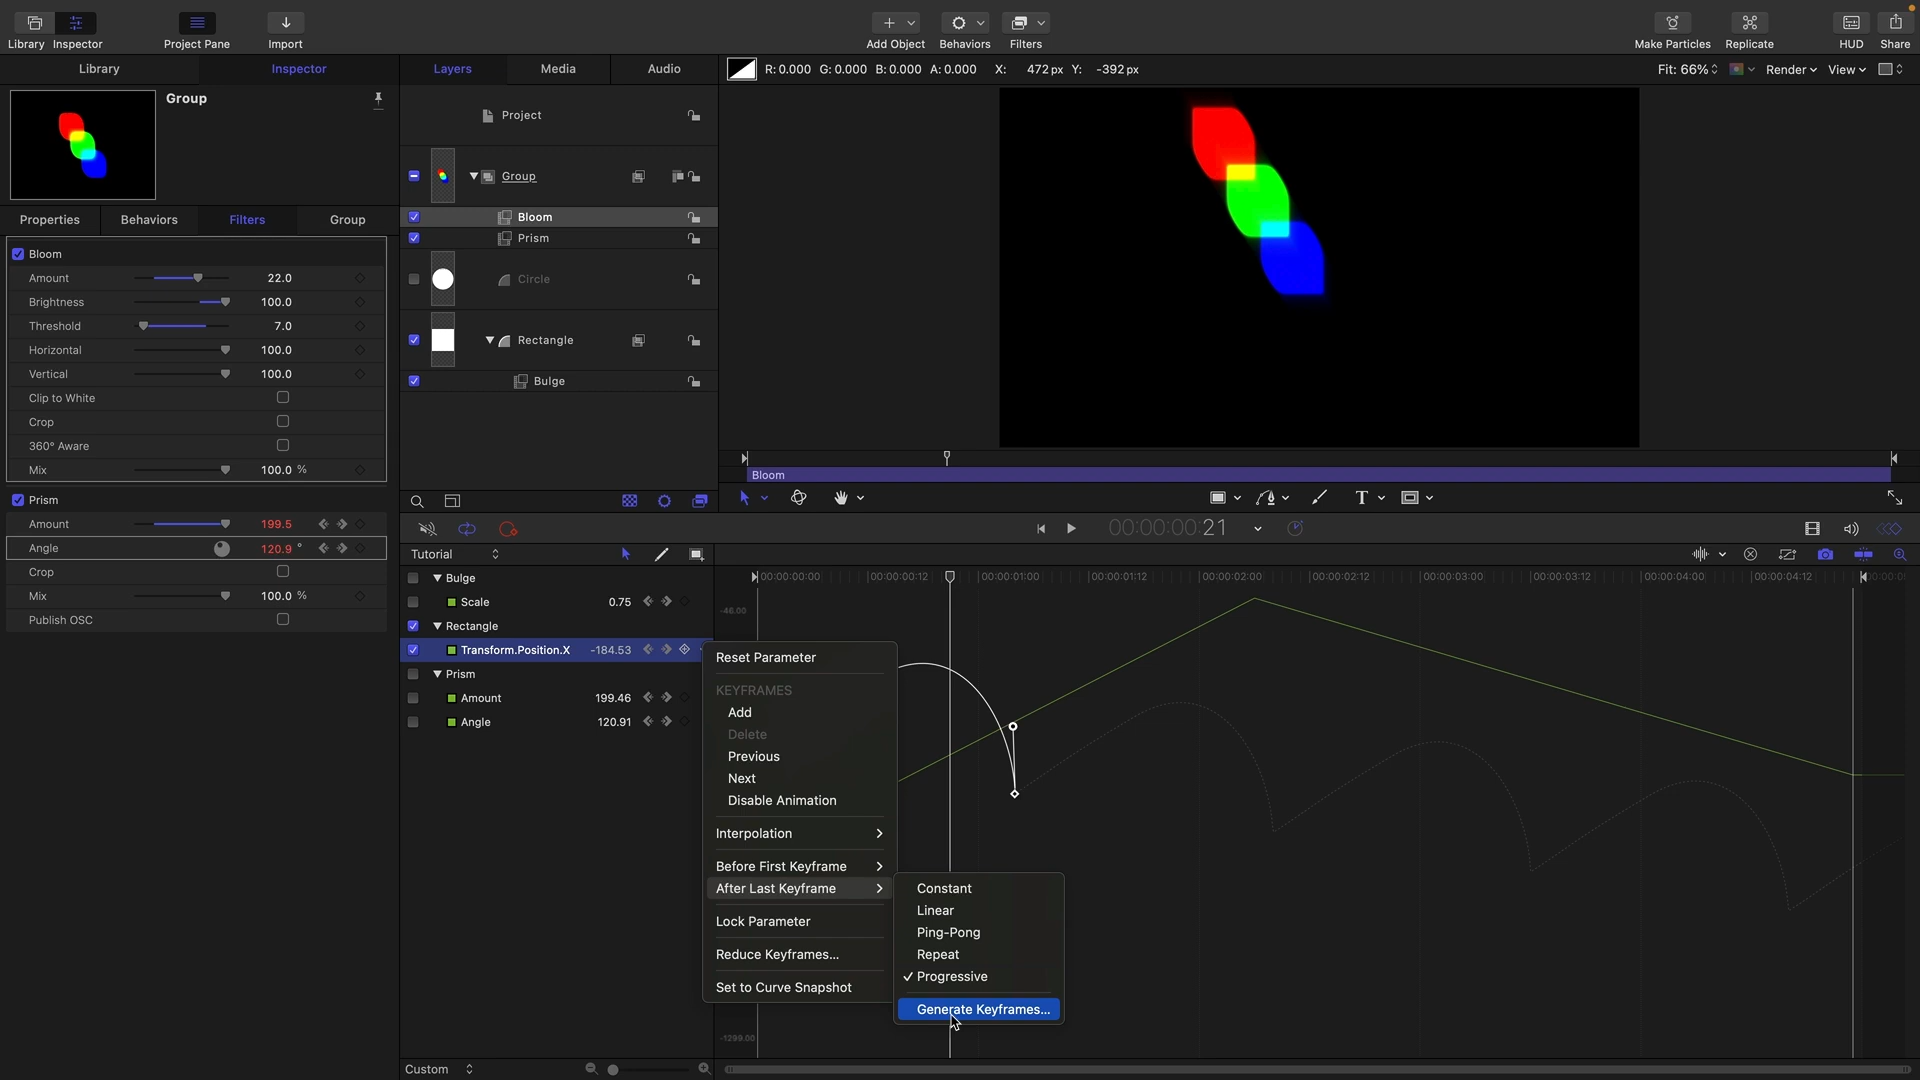 Library Inspector Project Pane Import Add Object Behaviors Filters Make Particles Replicate HUD Share
Library Inspector
Group
Properties Behaviors Filters Group
Bloom
Amount 22.0
Brightness 100.0
Threshold 7.0
Horizontal 100.0
Vertical 100.0
Clip to White
Crop
360° Aware
Mix 100.0 %
Prism
Amount 199.5
Angle 120.9 °
Crop
Mix 100.0 %
Publish OSC
Layers Media Audio
Project
Group
Bloom
Prism
Circle
Rectangle
Bulge
R: 0.000 G: 0.000 B: 0.000 A: 0.000 X: 472 px Y: -392 px
Fit: 66% Render View
Bloom
T
00:00:00:21
Tutorial
Bulge
Scale 0.75
Rectangle
Transform.Position.X -184.53
Prism
Amount 199.46
Angle 120.91
Custom
00:00:00:00 00:00:00:12 00:00:01:00 00:00:01:12 00:00:02:00 00:00:02:12 00:00:03:00 00:00:03:12 00:00:04:00 00:00:04:12
-46.00
-1299.00
Reset Parameter
KEYFRAMES
Add
Delete
Previous
Next
Disable Animation
Interpolation
Before First Keyframe
After Last Keyframe
Lock Parameter
Reduce Keyframes...
Set to Curve Snapshot
Constant
Linear
Ping-Pong
Repeat
Progressive
Generate Keyframes...